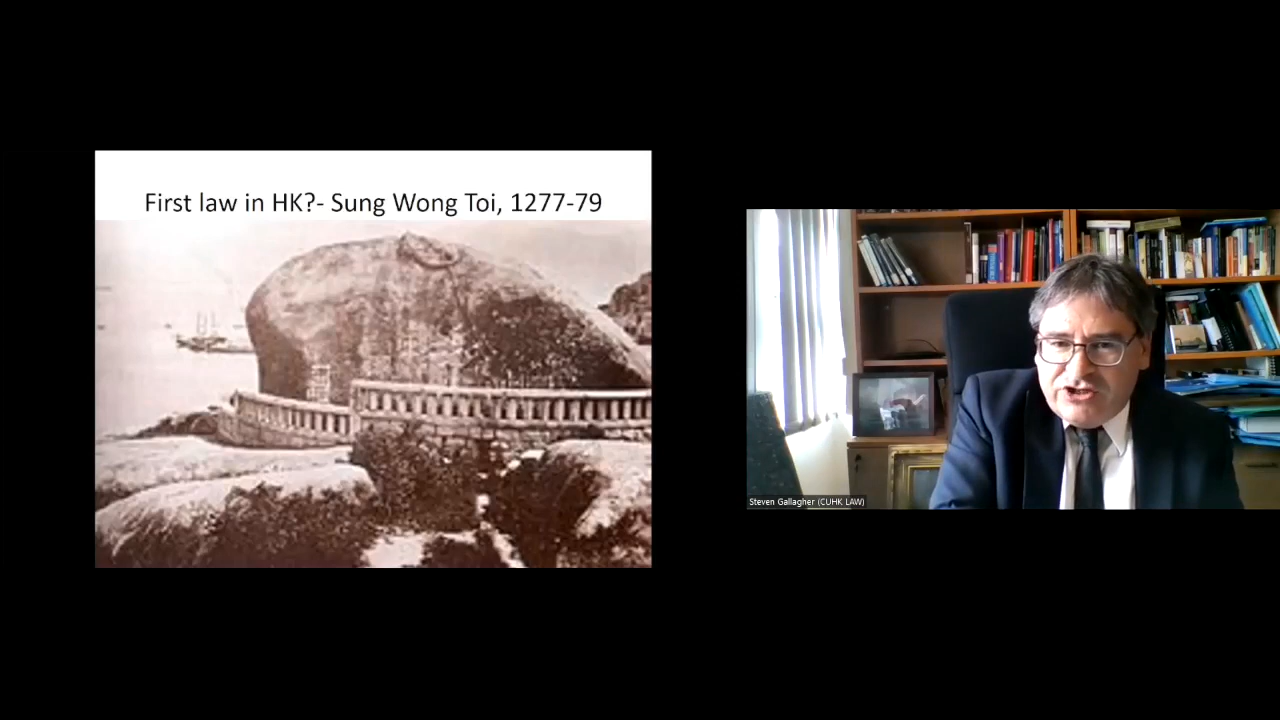 First law in HK?- Sung Wong Toi, 1277-79
Steven Gallagher (CUHK LAW)